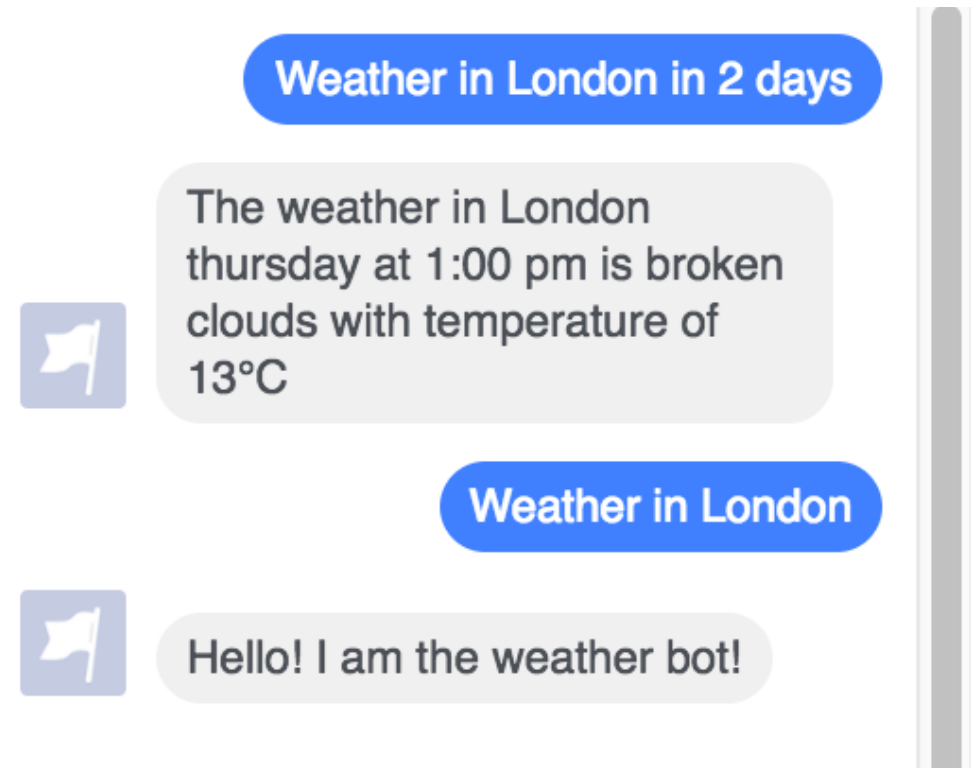 Weather in London in 2 days
The weather in London
thursday at 1:00 pm is broken
clouds with temperature of
13°C
Weather in London
Hello! I am the weather bot!